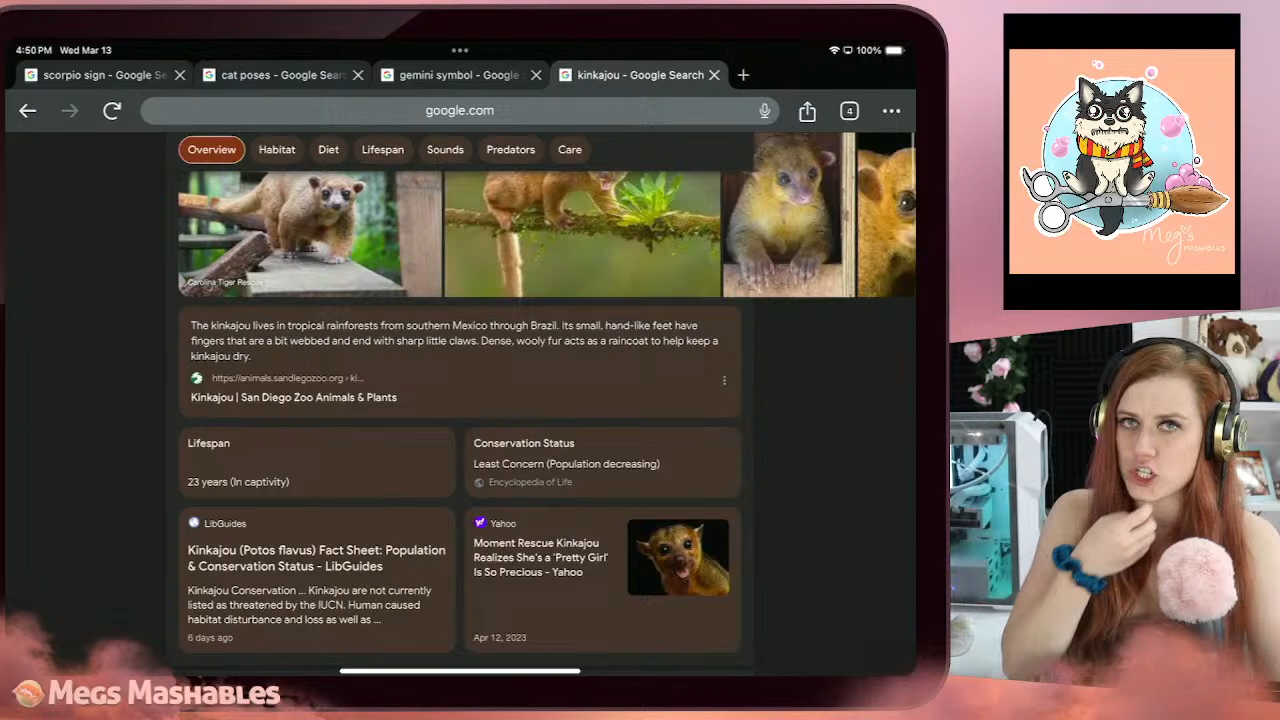 4:50 PM Wed Mar 13
100%
scorpio sign - Google Se
cat poses - Google Sear
gemini symbol - Google
kinkajou - Google Search
google.com
4
Overview
Habitat
Diet
Lifespan
Sounds
Predators
Care
Carolina Tiger Rescue
The kinkajou lives in tropical rainforests from southern Mexico through Brazil. Its small, hand-like feet have
fingers that are a bit webbed and end with sharp little claws. Dense, wooly fur acts as a raincoat to help keep a
kinkajou dry.
https://animals.sandiegozoo.org › ki...
Kinkajou | San Diego Zoo Animals & Plants
Lifespan
23 years (In captivity)
Conservation Status
Least Concern (Population decreasing)
Encyclopedia of Life
LibGuides
Kinkajou (Potos flavus) Fact Sheet: Population
& Conservation Status - LibGuides
Kinkajou Conservation ... Kinkajou are not currently
listed as threatened by the IUCN. Human caused
habitat disturbance and loss as well as ...
6 days ago
Yahoo
Moment Rescue Kinkajou
Realizes She's a 'Pretty Girl'
Is So Precious - Yahoo
Apr 12, 2023
Meg's
MASHABLES
Megs Mashables